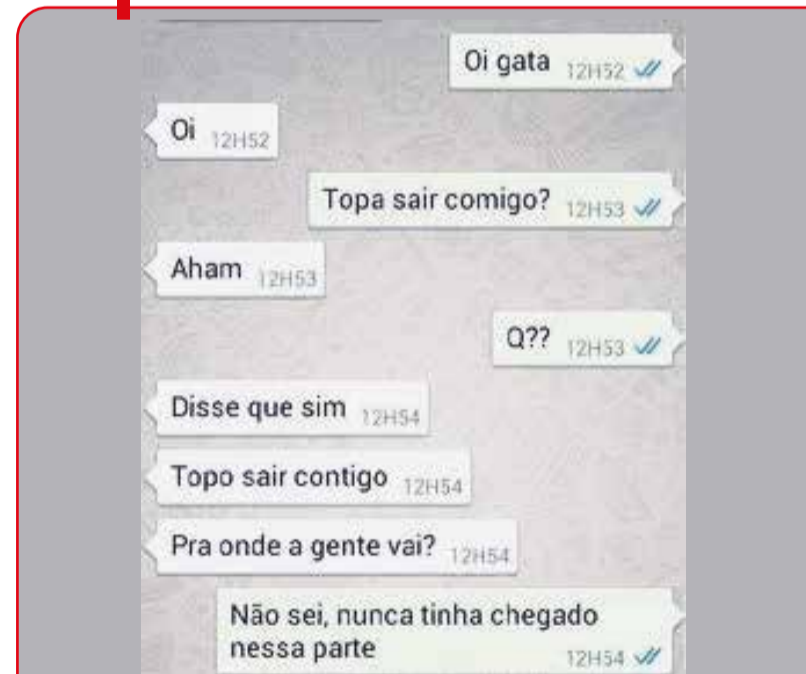 Oi gata 12H52
Oi 12H52
Topa sair comigo? 12H53
Aham 12H53
Q?? 12H53
Disse que sim 12H54
Topo sair contigo 12H54
Pra onde a gente vai? 12H54
Não sei, nunca tinha chegado
nessa parte 12H54